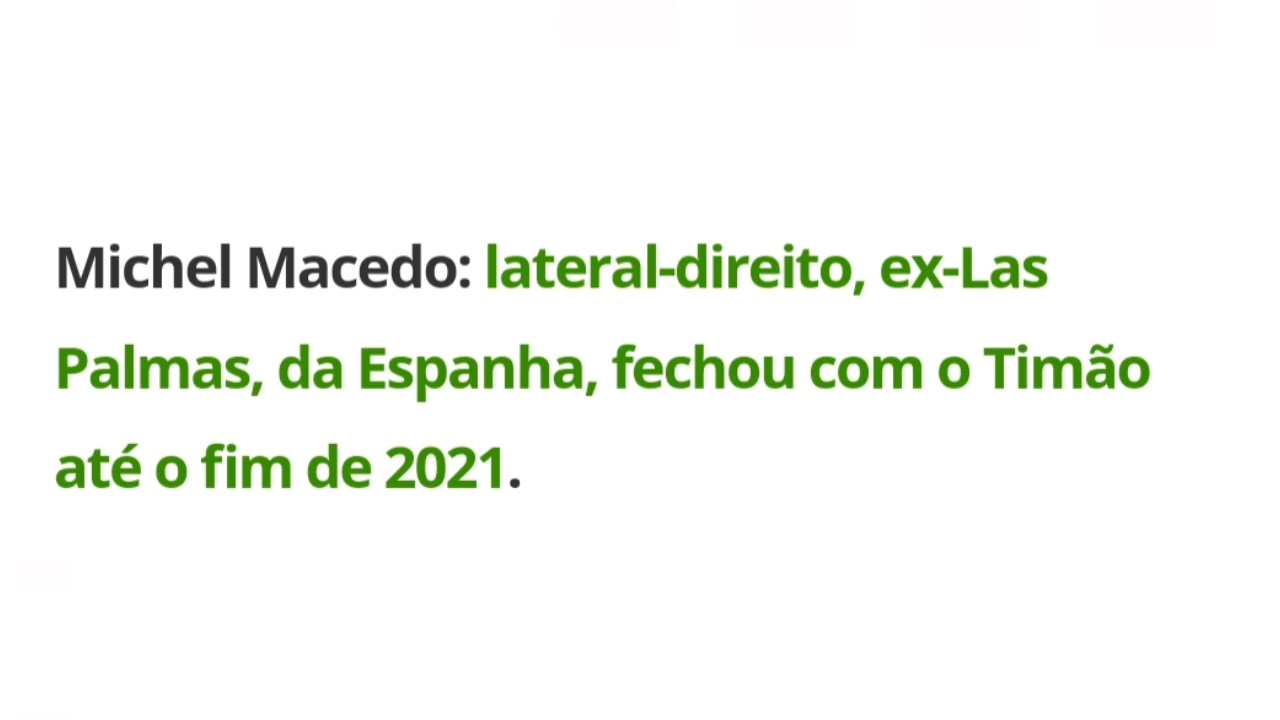 Michel Macedo: lateral-direito, ex-Las
Palmas, da Espanha, fechou com o Timão
até o fim de 2021.